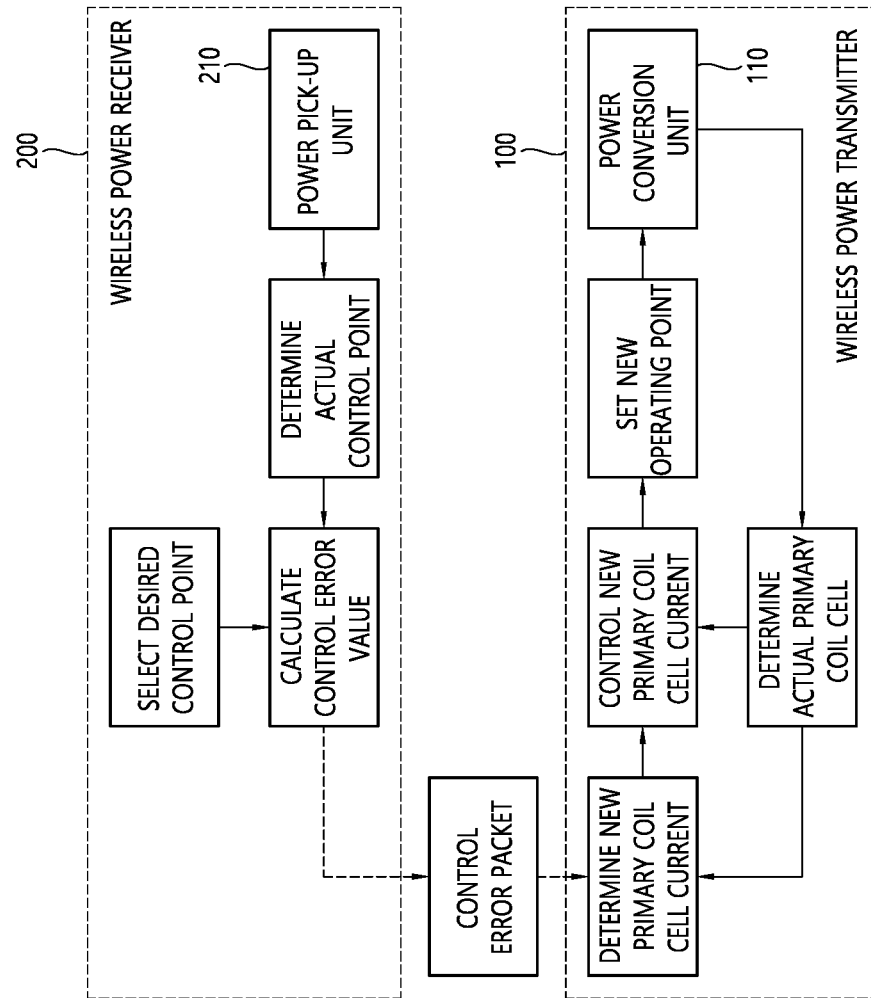 200
WIRELESS POWER RECEIVER
SELECT DESIRED
CONTROL POINT
CALCULATE
CONTROL ERROR
VALUE
DETERMINE
ACTUAL
CONTROL POINT
210
POWER PICK-UP
UNIT
CONTROL
ERROR PACKET
100
DETERMINE NEW
PRIMARY COIL
CELL CURRENT
CONTROL NEW
PRIMARY COIL
CELL CURRENT
SET NEW
OPERATING POINT
POWER
CONVERSION
UNIT
110
DETERMINE
ACTUAL PRIMARY
COIL CELL
WIRELESS POWER TRANSMITTER